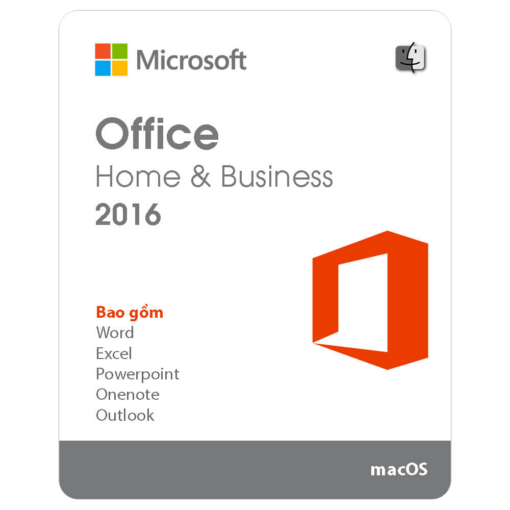 Microsoft
Office
Home & Business
2016
Bao gồm
Word
Excel
Powerpoint
Onenote
Outlook
macOS